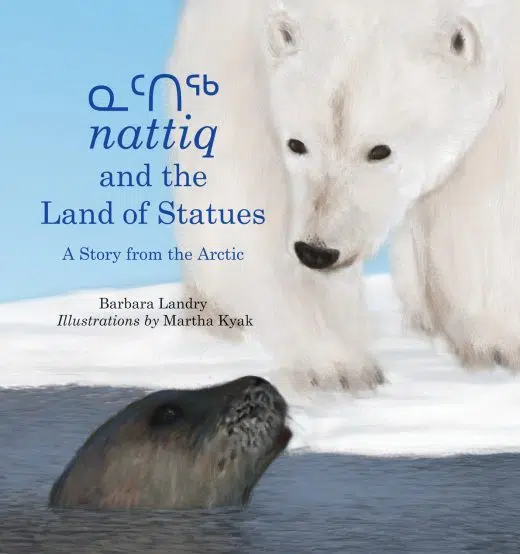 ᓇᑦᑎᖅ
nattiq
and the
Land of Statues
A Story from the Arctic
Barbara Landry
Illustrations by Martha Kyak